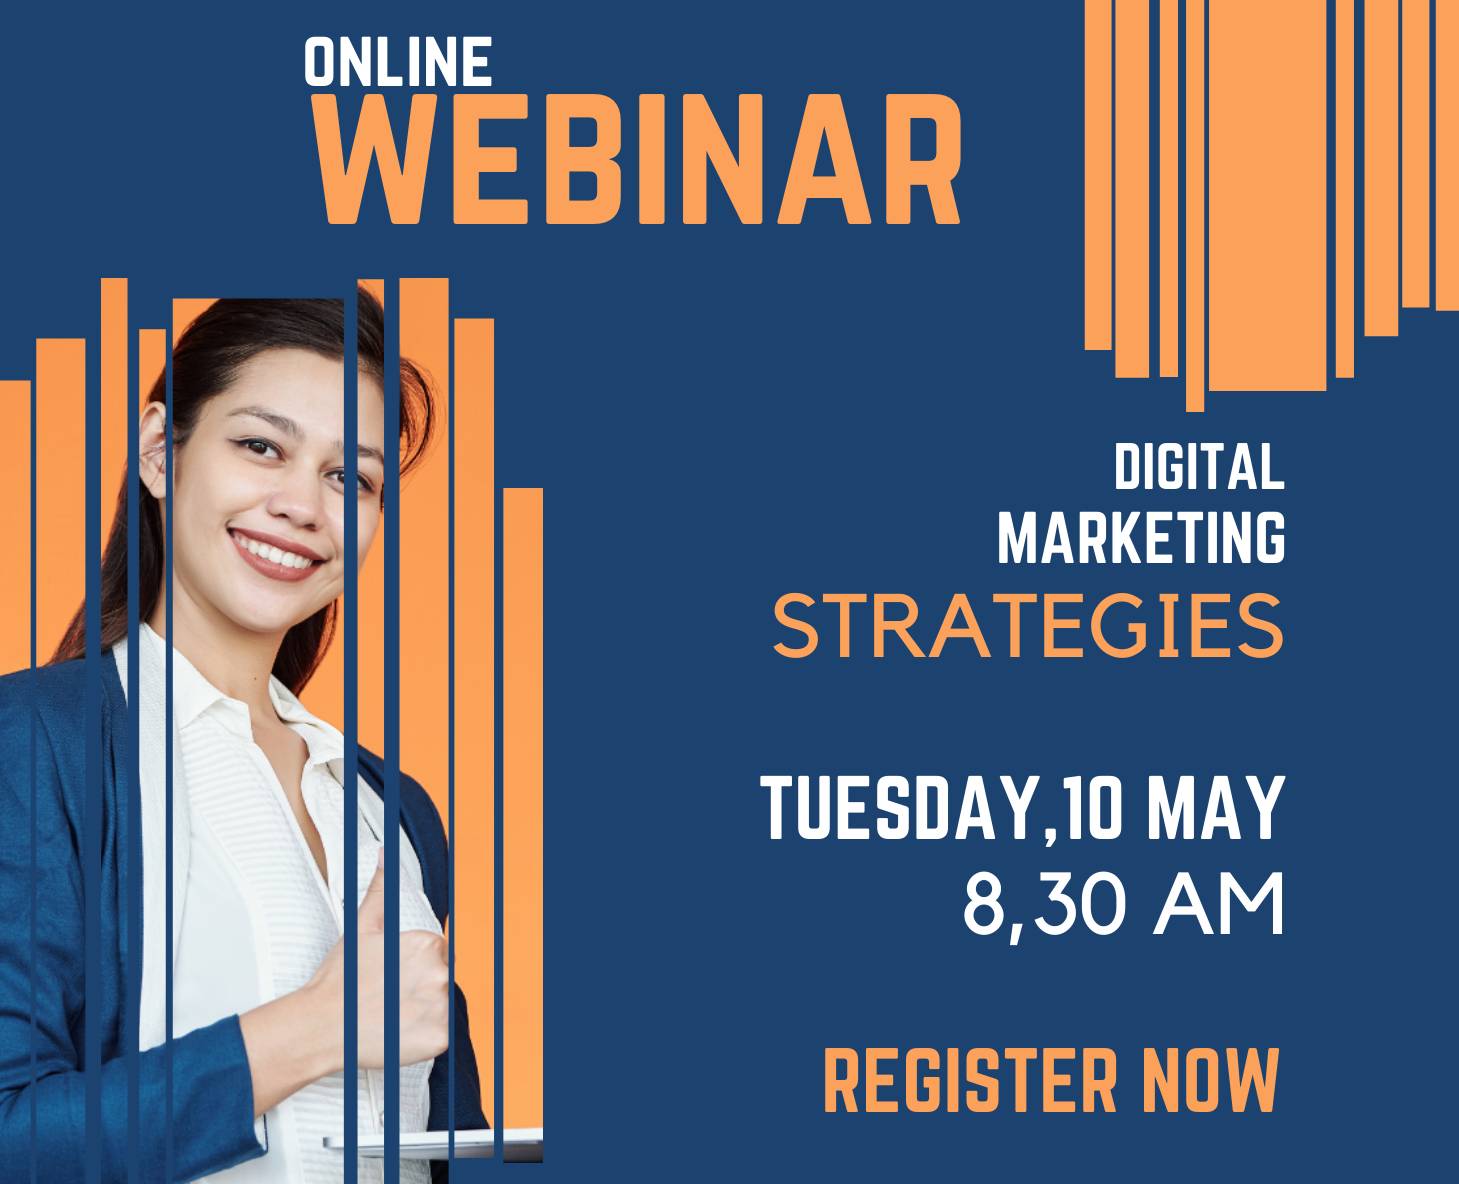 ONLINE
WEBINAR
DIGITAL
MARKETING
STRATEGIES
TUESDAY,10 MAY
8,30 AM
REGISTER NOW